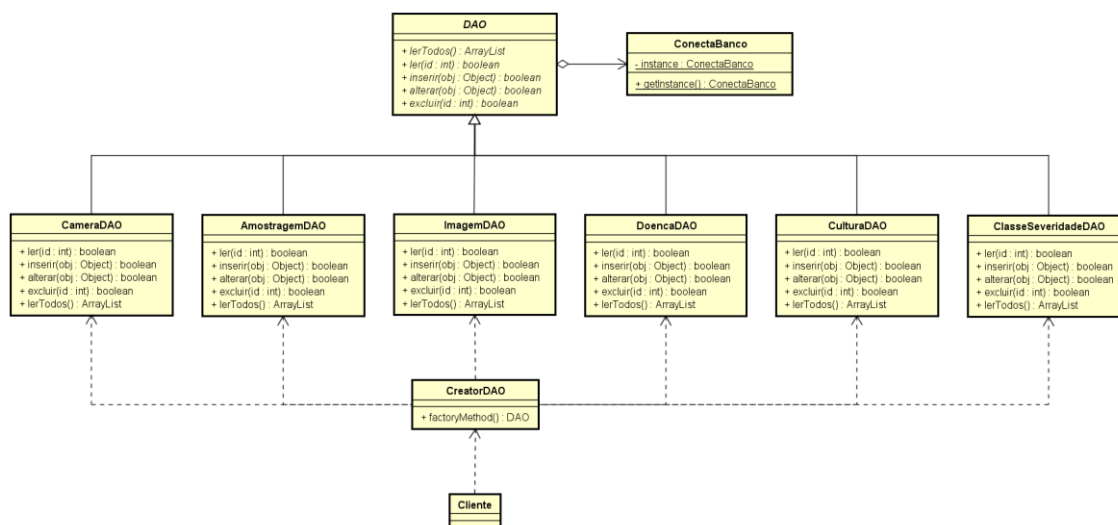 DAO
+ lerTodos() : ArrayList
+ ler(id : int) : boolean
+ inserir(obj : Object) : boolean
+ alterar(obj : Object) : boolean
+ excluir(id : int) : boolean
ConectaBanco
- instance : ConectaBanco
+ getInstance() : ConectaBanco
CameraDAO
+ ler(id : int) : boolean
+ inserir(obj : Object) : boolean
+ alterar(obj : Object) : boolean
+ excluir(id : int) : boolean
+ lerTodos() : ArrayList
AmostragemDAO
+ ler(id : int) : boolean
+ inserir(obj : Object) : boolean
+ alterar(obj : Object) : boolean
+ excluir(id : int) : boolean
+ lerTodos() : ArrayList
ImagemDAO
+ ler(id : int) : boolean
+ inserir(obj : Object) : boolean
+ alterar(obj : Object) : boolean
+ excluir(id : int) : boolean
+ lerTodos() : ArrayList
DoencaDAO
+ ler(id : int) : boolean
+ inserir(obj : Object) : boolean
+ alterar(obj : Object) : boolean
+ excluir(id : int) : boolean
+ lerTodos() : ArrayList
CulturaDAO
+ ler(id : int) : boolean
+ inserir(obj : Object) : boolean
+ alterar(obj : Object) : boolean
+ excluir(id : int) : boolean
+ lerTodos() : ArrayList
ClasseSeveridadeDAO
+ ler(id : int) : boolean
+ inserir(obj : Object) : boolean
+ alterar(obj : Object) : boolean
+ excluir(id : int) : boolean
+ lerTodos() : ArrayList
CreatorDAO
+ factoryMethod() : DAO
Cliente